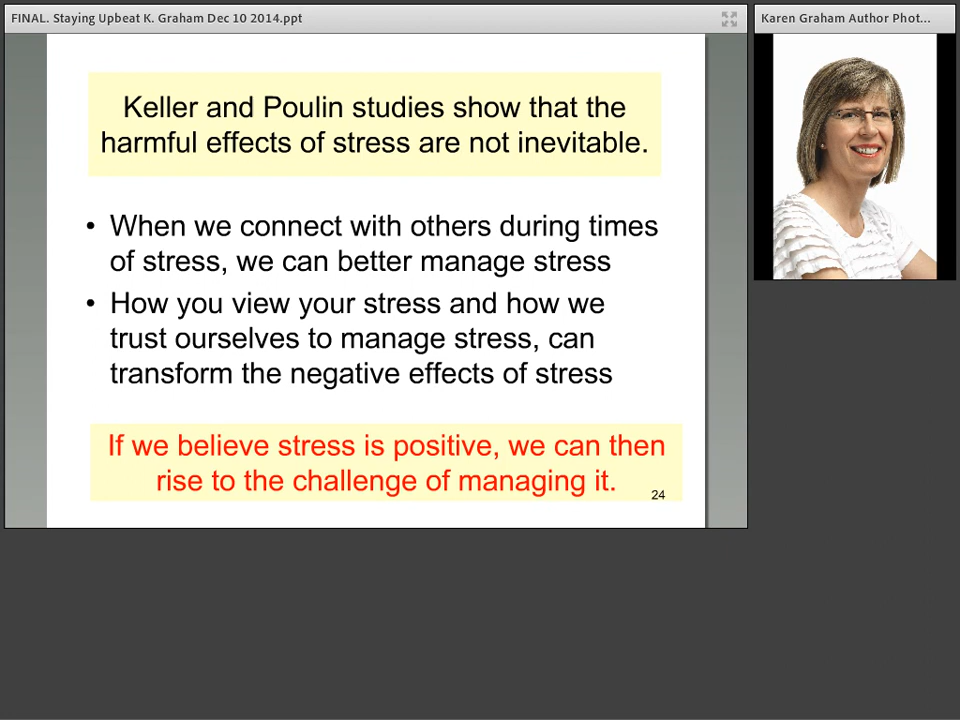 FINAL. Staying Upbeat K. Graham Dec 10 2014.ppt
Karen Graham Author Phot...
Keller and Poulin studies show that the
harmful effects of stress are not inevitable.
• When we connect with others during times
of stress, we can better manage stress
• How you view your stress and how we
trust ourselves to manage stress, can
transform the negative effects of stress
If we believe stress is positive, we can then
rise to the challenge of managing it.
24